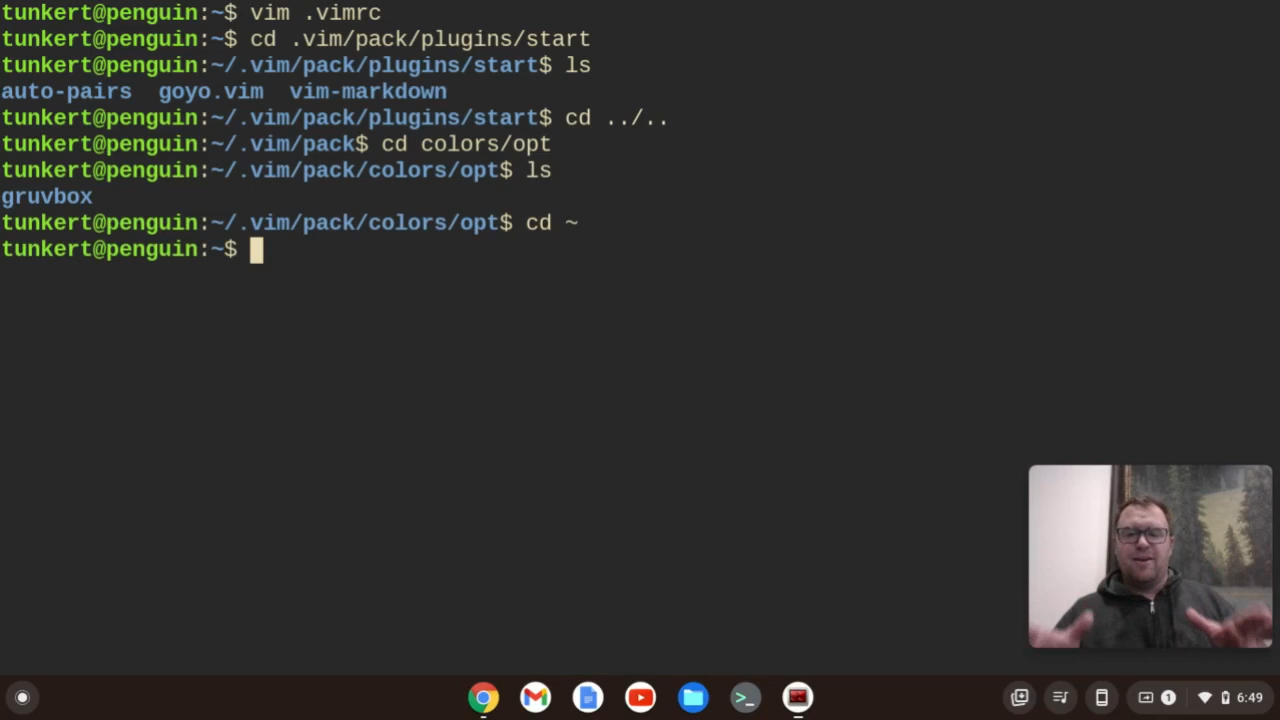 tunkert@penguin:~$ vim .vimrc
tunkert@penguin:~$ cd .vim/pack/plugins/start
tunkert@penguin:~/.vim/pack/plugins/start$ ls
auto-pairs  goyo.vim  vim-markdown
tunkert@penguin:~/.vim/pack/plugins/start$ cd ../..
tunkert@penguin:~/.vim/pack$ cd colors/opt
tunkert@penguin:~/.vim/pack/colors/opt$ ls
gruvbox
tunkert@penguin:~/.vim/pack/colors/opt$ cd ~
tunkert@penguin:~$
>_
1 6:49